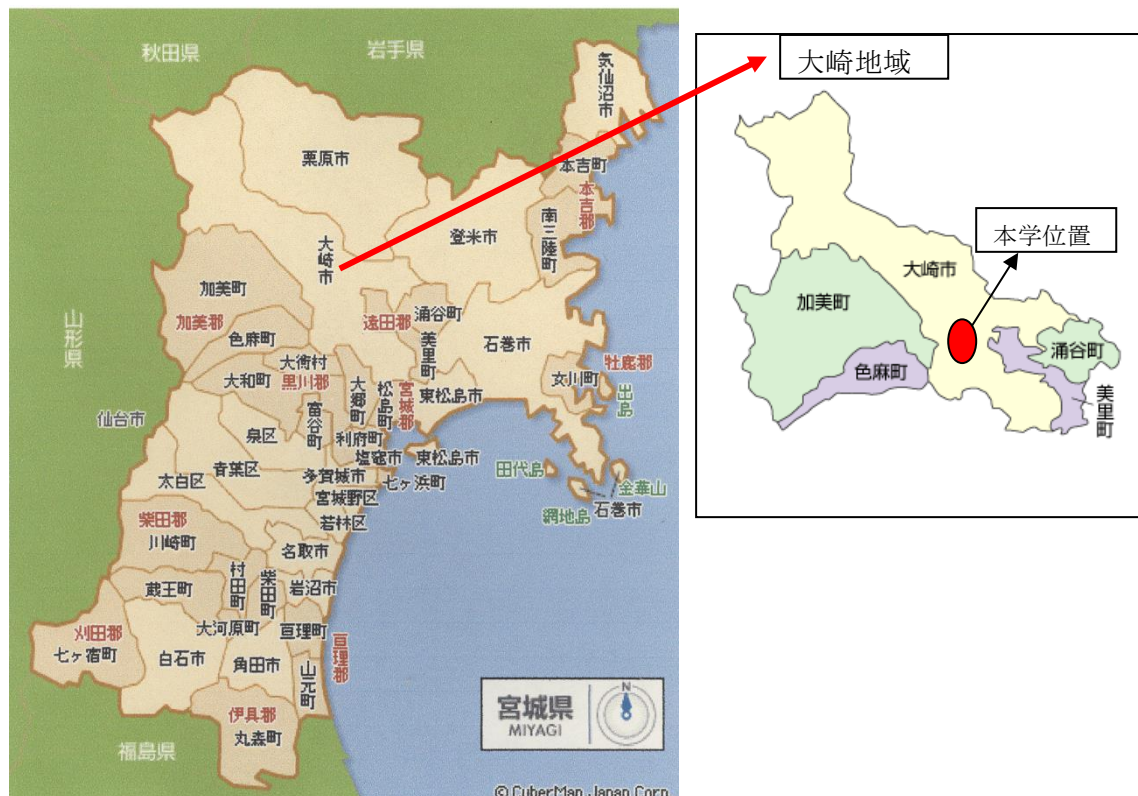 秋田県
岩手県
気仙沼市
栗原市
本吉町
本吉郡
南三陸町
登米市
大崎市
加美町
加美郡
遠田郡
涌谷町
山形県
色麻町
美里町
石巻市
牡鹿郡
大衡村
大和町
黒川郡
大郷町
松島町
宮城郡
東松島市
女川町
出島
仙台市
富谷町
泉区
利府町
塩竈市
東松島市
田代島
青葉区
多賀城市
七ヶ浜町
太白区
宮城野区
金華山
石巻市
網地島
柴田郡
若林区
川崎町
名取市
蔵王町
村田町
柴田町
岩沼市
大河原町
亘理町
亘理郡
刈田郡
七ヶ宿町
白石市
角田市
山元町
伊具郡
丸森町
福島県
宮城県
MIYAGI
N
© CyberMap Japan Corp.
大崎地域
本学位置
大崎市
加美町
色麻町
涌谷町
美里町